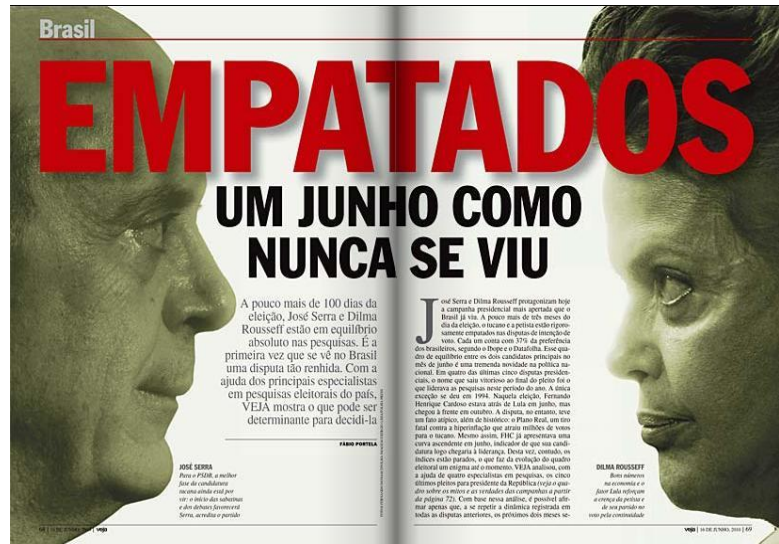 Brasil
EMPATADOS
UM JUNHO COMO
NUNCA SE VIU
A pouco mais de 100 dias da
eleição, José Serra e Dilma
Rousseff estão em equilíbrio
absoluto nas pesquisas. É a
primeira vez que se vê no Brasil
uma disputa tão renhida. Com a
ajuda dos principais especialistas
em pesquisas eleitorais do país,
VEJA mostra o que pode ser
determinante para decidi-la
FÁBIO PORTELA
JOSÉ SERRA
Para o PSDB, a melhor
fase da candidatura
tucana ainda está por
vir: o início das sabatinas
e dos debates favorecerá
Serra, acredita o partido
68 | 16 DE JUNHO, 2010 | veja
José Serra e Dilma Rousseff protagonizam hoje
a campanha presidencial mais apertada que o
Brasil já viu. A pouco mais de três meses do
dia da eleição, o tucano e a petista estão rigoro-
samente empatados nas disputas de intenção de
voto. Cada um conta com 37% da preferência
dos brasileiros, segundo o Ibope e o Datafolha. Esse qua-
dro de equilíbrio entre os dois candidatos principais no
mês de junho é uma tremenda novidade na política na-
cional. Em quatro das últimas cinco disputas presiden-
ciais, o nome que saiu vitorioso ao final do pleito foi o
que liderava as pesquisas neste período do ano. A única
exceção se deu em 1994. Naquela eleição, Fernando
Henrique Cardoso estava atrás de Lula em junho, mas
chegou à frente em outubro. A disputa, no entanto, teve
um fato atípico, além de histórico: o Plano Real, um tiro
fatal contra a hiperinflação que atraiu milhões de votos
para o tucano. Mesmo assim, FHC já apresentava uma
curva ascendente em junho, indicador de que sua candi-
datura logo chegaria à liderança. Desta vez, contudo, os
índices estão parados, o que faz da evolução do quadro
eleitoral um enigma até o momento. VEJA analisou, com
a ajuda de quatro especialistas em pesquisas, os cinco
últimos pleitos para presidente da República (veja o qua-
dro sobre os mitos e as verdades das campanhas a partir
da página 72). Com base nessa análise, é possível afir-
mar apenas que, a se repetir a dinâmica registrada em
todas as disputas anteriores, os próximos dois meses se-
DILMA ROUSSEFF
Bons números
na economia e o
fator Lula reforçam
a crença da petista e
de seu partido no
voto pela continuidade
veja | 16 DE JUNHO, 2010 | 69